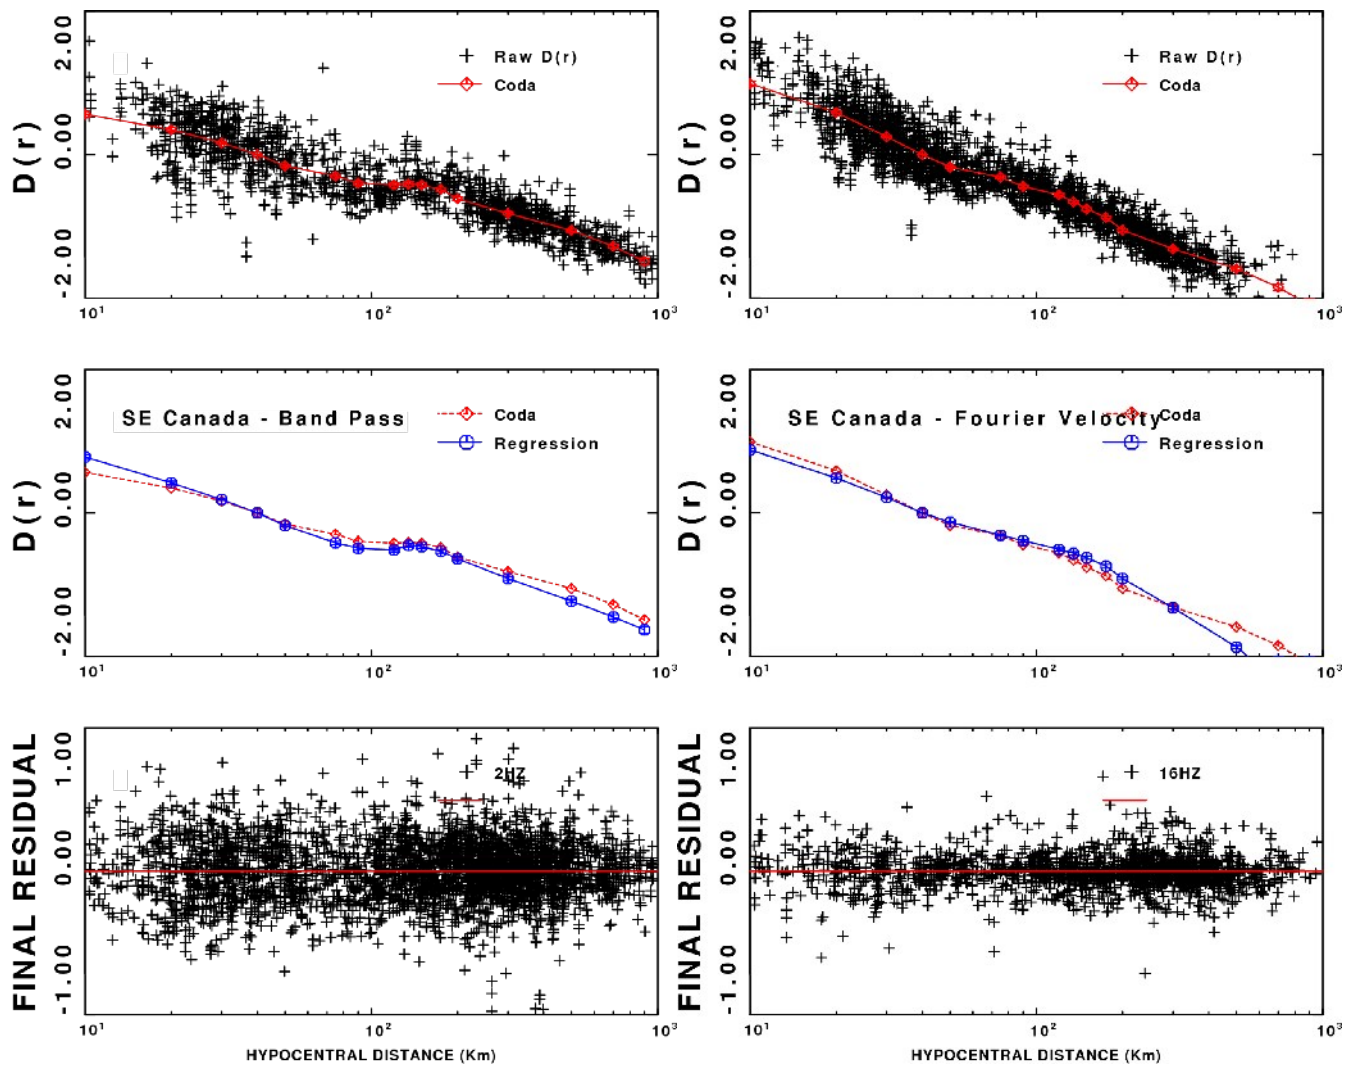 2.00
0.00
-2.00
D(r)
Raw D(r)
Coda
10¹ 10² 10³
2.00
0.00
-2.00
D(r)
Raw D(r)
Coda
10¹ 10² 10³
2.00
0.00
-2.00
D(r)
SE Canada - Band Pass
Coda
Regression
10¹ 10² 10³
2.00
0.00
-2.00
D(r)
SE Canada - Fourier Velocity
Coda
Regression
10¹ 10² 10³
1.00
0.00
-1.00
FINAL RESIDUAL
2HZ
10¹ 10² 10³
HYPOCENTRAL DISTANCE (Km)
1.00
0.00
-1.00
FINAL RESIDUAL
16HZ
10¹ 10² 10³
HYPOCENTRAL DISTANCE (Km)